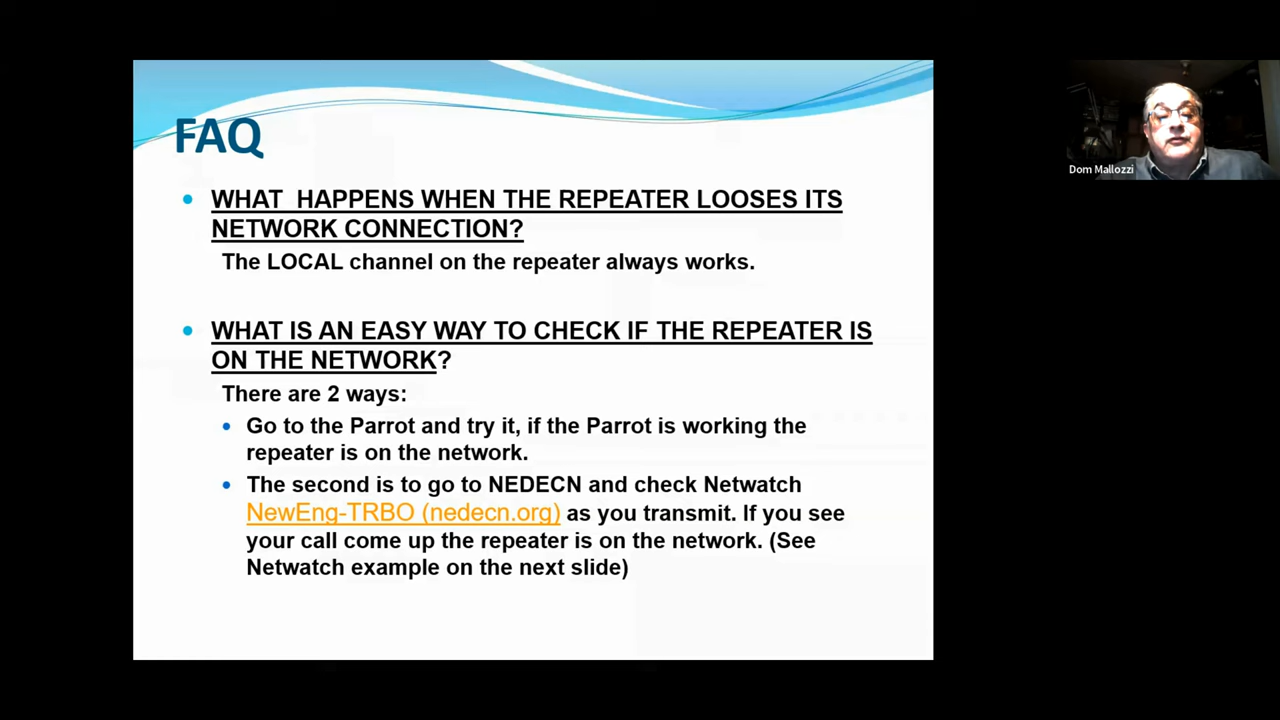 FAQ
WHAT  HAPPENS WHEN THE REPEATER LOOSES ITS
NETWORK CONNECTION?
The LOCAL channel on the repeater always works.
WHAT IS AN EASY WAY TO CHECK IF THE REPEATER IS
ON THE NETWORK?
There are 2 ways:
Go to the Parrot and try it, if the Parrot is working the
repeater is on the network.
The second is to go to NEDECN and check Netwatch
NewEng-TRBO (nedecn.org) as you transmit. If you see
your call come up the repeater is on the network. (See
Netwatch example on the next slide)
Dom Mallozzi